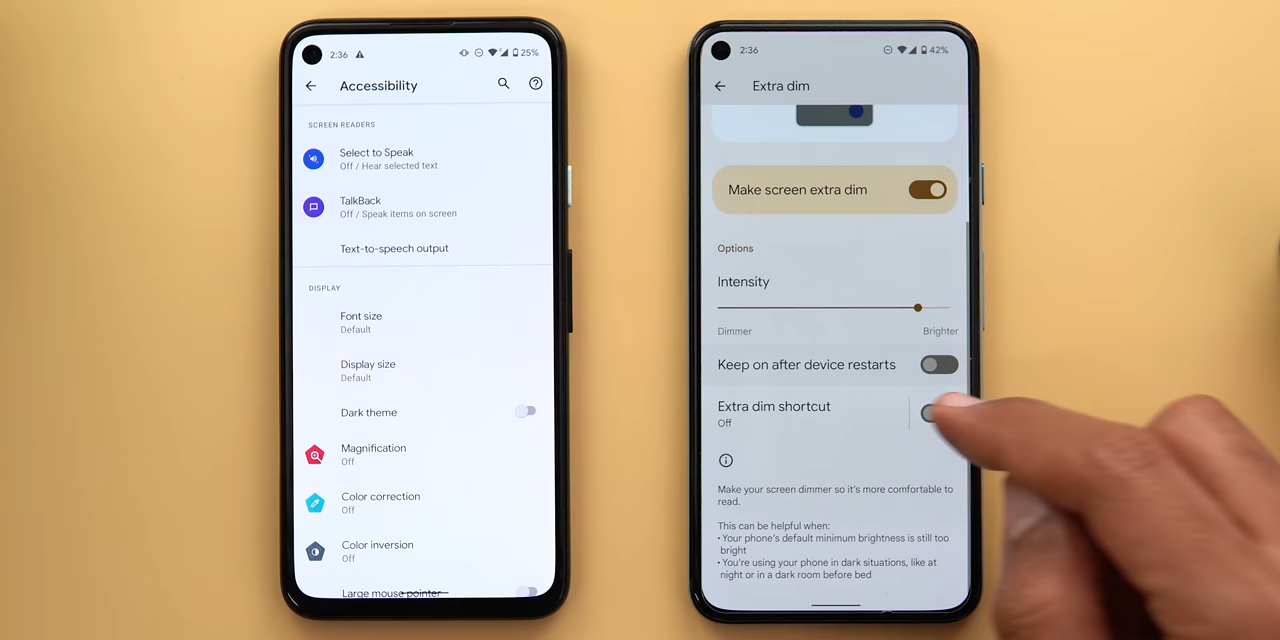 2:36
25%
Accessibility
SCREEN READERS
Select to Speak
Off / Hear selected text
TalkBack
Off / Speak items on screen
Text-to-speech output
DISPLAY
Font size
Default
Display size
Default
Dark theme
Magnification
Off
Color correction
Off
Color inversion
Off
Large mouse pointer
2:36
42%
Extra dim
Make screen extra dim
Options
Intensity
Dimmer
Brighter
Keep on after device restarts
Extra dim shortcut
Off
Make your screen dimmer so it's more comfortable to
read.
This can be helpful when:
• Your phone's default minimum brightness is still too
bright
• You're using your phone in dark situations, like at
night or in a dark room before bed